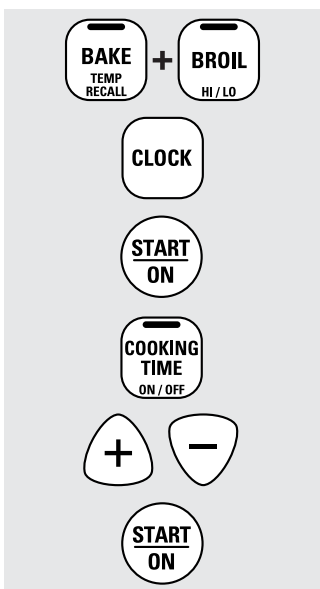 BAKE + BROIL
TEMP
RECALL
HI / LO
CLOCK
START
ON
COOKING
TIME
ON / OFF
+ −
START
ON